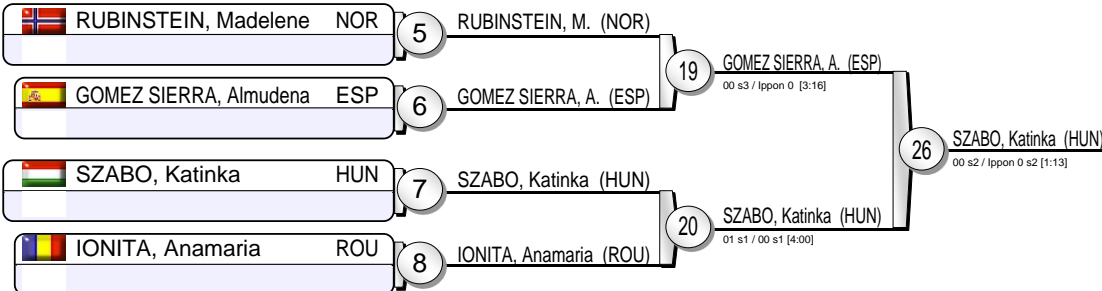 RUBINSTEIN, Madelene NOR
5
RUBINSTEIN, M. (NOR)
19
GOMEZ SIERRA, A. (ESP)
00 s3 / Ippon 0 [3:16]
GOMEZ SIERRA, Almudena ESP
6
GOMEZ SIERRA, A. (ESP)
26
SZABO, Katinka (HUN)
00 s2 / Ippon 0 s2 [1:13]
SZABO, Katinka HUN
7
SZABO, Katinka (HUN)
20
SZABO, Katinka (HUN)
01 s1 / 00 s1 [4:00]
IONITA, Anamaria ROU
8
IONITA, Anamaria (ROU)